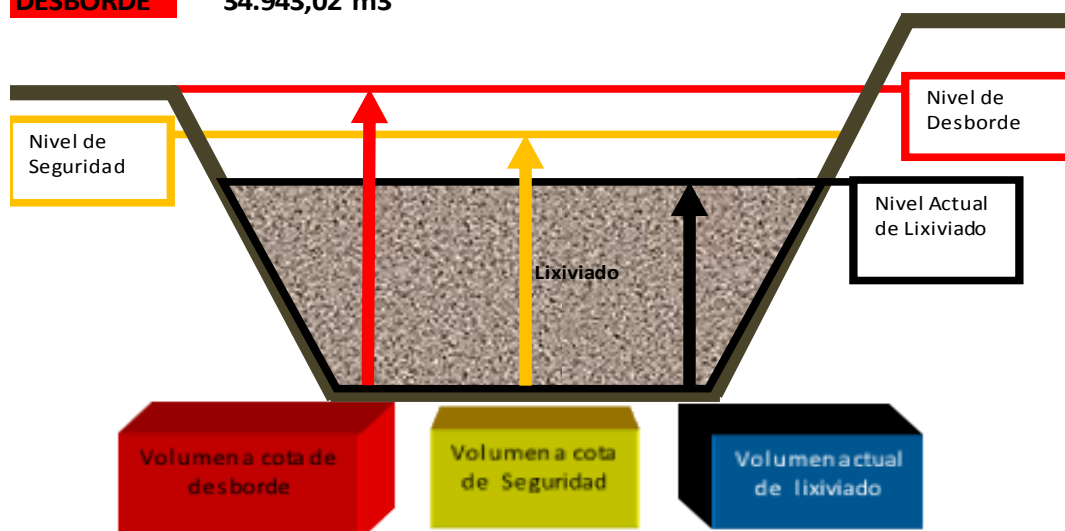 DESBORDE 34.943,02 m3
Nivel de
Desborde
Nivel de
Seguridad
Nivel Actual
de Lixiviado
Lixiviado
Volumen a cota de
desborde
Volumen a cota
de Seguridad
Volumen actual
de lixiviado